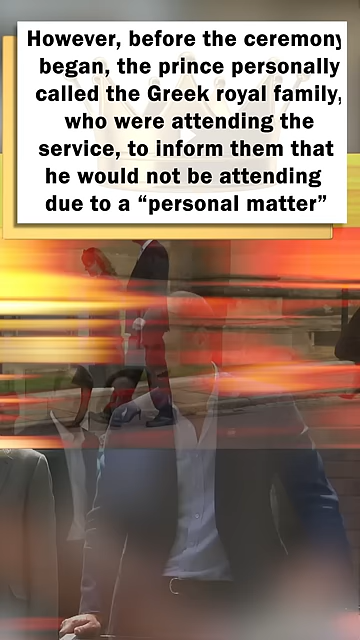 However, before the ceremony
began, the prince personally
called the Greek royal family,
who were attending the
service, to inform them that
he would not be attending
due to a “personal matter”